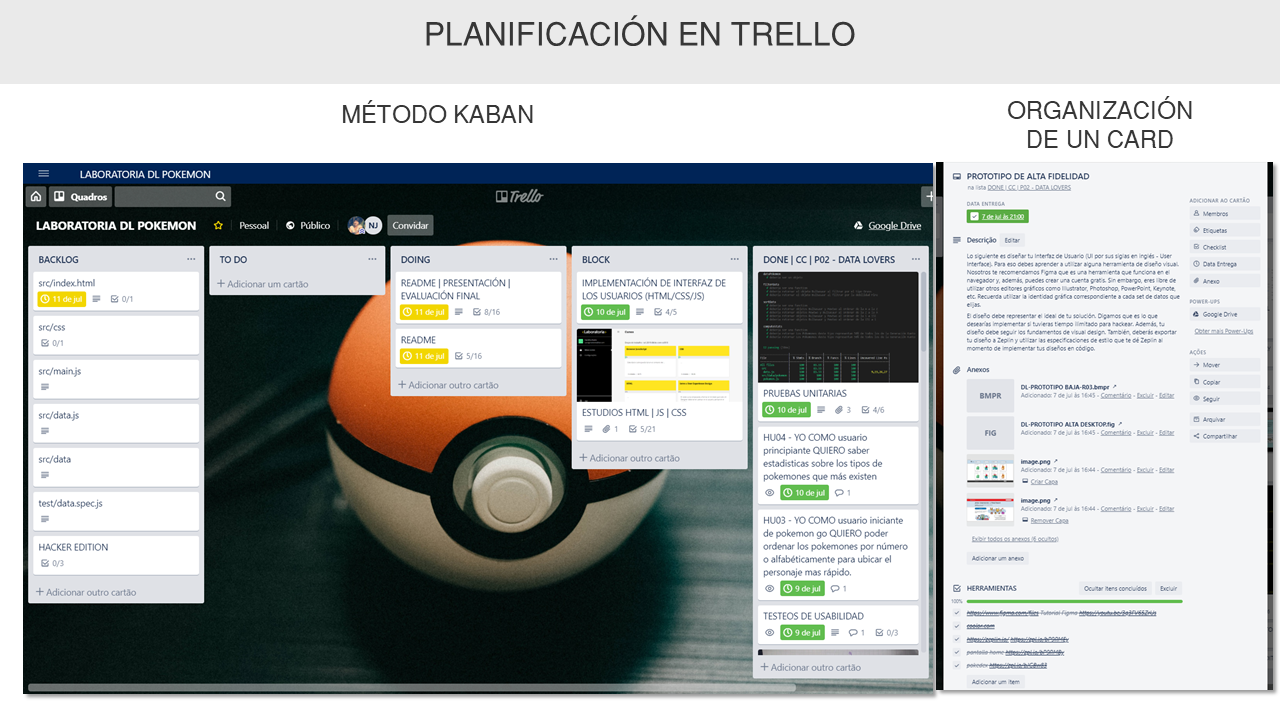 PLANIFICACIÓN EN TRELLO
MÉTODO KABAN
LABORATORIA DL POKEMON
Quadros
Trello
LABORATORIA DL POKEMON
Pessoal
Público
NJ
Convidar
Google Drive
BACKLOG
src/index.html
11 de jul
0/1
src/css
0/1
src/main.js
src/data.js
src/data
test/data.spec.js
HACKER EDITION
0/3
+ Adicionar outro cartão
TO DO
+ Adicionar um cartão
DOING
README | PRESENTACIÓN |
EVALUACIÓN FINAL
11 de jul
8/16
README
11 de jul
5/16
+ Adicionar outro cartão
BLOCK
IMPLEMENTACIÓN DE INTERFAZ DE
LOS USUARIOS (HTML/CSS/JS)
10 de jul
4/5
ESTUDIOS HTML | JS | CSS
1
5/21
+ Adicionar outro cartão
DONE | CC | P02 - DATA LOVERS
PRUEBAS UNITARIAS
10 de jul
3
4/6
HU04 - YO COMO usuario
principiante QUIERO saber
estadisticas sobre los tipos de
pokemones que más existen
10 de jul
1
HU03 - YO COMO usuario iniciante
de pokemon go QUIERO poder
ordenar los pokemones por número
o alfabéticamente para ubicar el
personaje mas rápido.
9 de jul
1
TESTEOS DE USABILIDAD
9 de jul
1
0/3
+ Adicionar outro cartão
ORGANIZACIÓN
DE UN CARD
PROTOTIPO DE ALTA FIDELIDAD
na lista DONE | CC | P02 - DATA LOVERS
DATA ENTREGA
7 de jul às 21:00
Descrição
Editar
Lo siguiente es diseñar tu Interfaz de Usuario (UI por sus siglas en inglés - User
Interface). Para eso debes aprender a utilizar alguna herramienta de diseño visual.
Nosotros te recomendamos Figma que es una herramienta que funciona en el
navegador y, además, puedes crear una cuenta gratis. Sin embargo, eres libre de
utilizar otros editores gráficos como Illustrator, Photoshop, PowerPoint, Keynote,
etc. Recuerda utilizar la identidad gráfica correspondiente a cada set de datos que
elijas.
El diseño debe representar el ideal de tu solución. Digamos que es lo que
desearías implementar si tuvieras tiempo ilimitado para hackear. Además, tu
diseño debe seguir los fundamentos de visual design. También, deberás exportar
tu diseño a Zeplin y utilizar las especificaciones de estilo que te dé Zeplin al
momento de implementar tus diseños en código.
Anexos
BMPR
DL-PROTOTIPO BAJA-R03.bmpr
Adicionado: 7 de jul às 16:45 - Comentário - Excluir - Editar
FIG
DL-PROTOTIPO ALTA DESKTOP.fig
Adicionado: 7 de jul às 16:45 - Comentário - Excluir - Editar
image.png
Adicionado: 7 de jul às 16:44 - Comentário - Excluir - Editar
Criar Capa
image.png
Adicionado: 7 de jul às 16:44 - Comentário - Excluir - Editar
Remover Capa
Exibir todos os anexos (6 ocultos)
Adicionar um anexo
HERRAMIENTAS
Ocultar itens concluídos
Excluir
100%
Tutorial Figma
pantalla home
pokedex
Adicionar um item
ADICIONAR AO CARTÃO
Membros
Etiquetas
Checklist
Data Entrega
Anexo
POWER-UPS
Google Drive
Obter mais Power-Ups
AÇÕES
Mover
Copiar
Seguir
Arquivar
Compartilhar